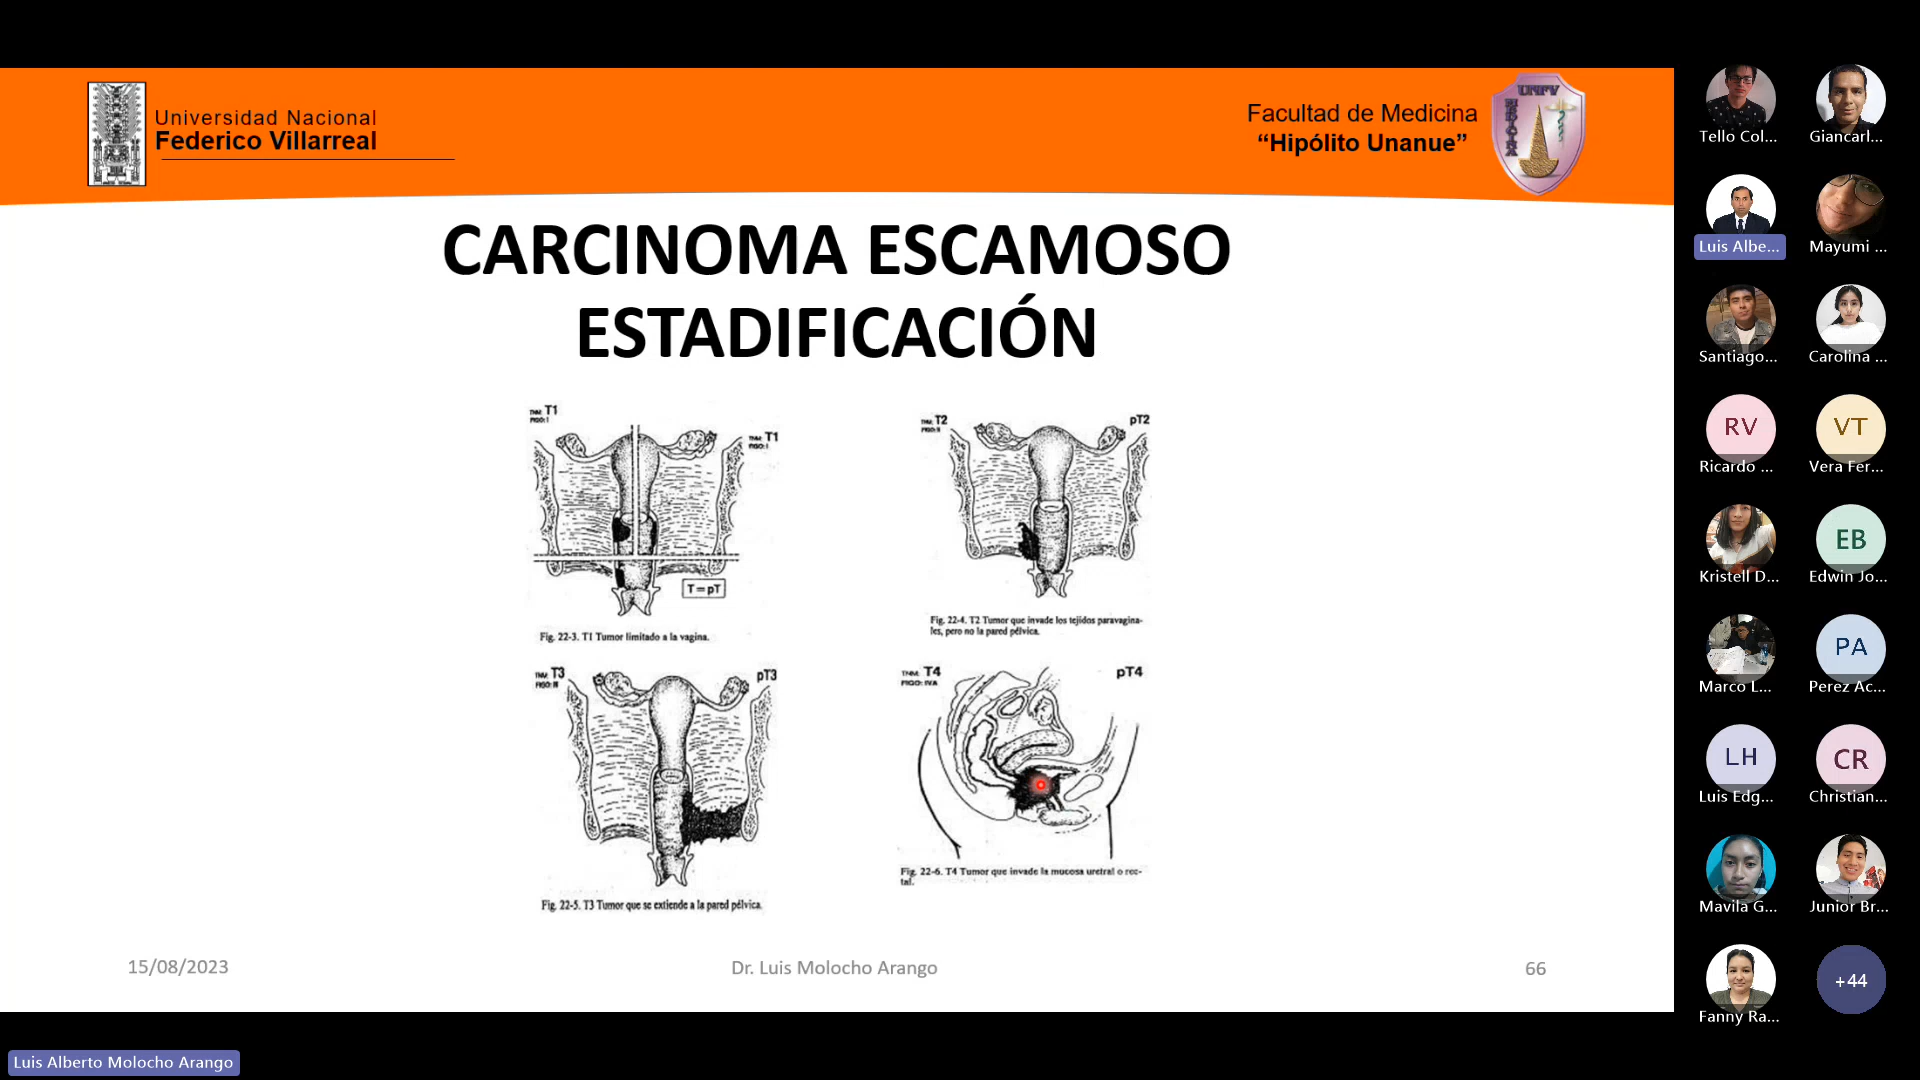 Universidad Nacional
Federico Villarreal
Facultad de Medicina
“Hipólito Unanue”
UNFV
CARCINOMA ESCAMOSO
ESTADIFICACIÓN
TNM: T1
FIGO: I
TNM: T1
FIGO: I
T=pT
Fig. 22-3. T1 Tumor limitado a la vagina.
TNM: T2
FIGO: II
pT2
Fig. 22-4. T2 Tumor que invade los tejidos paravagina-
les, pero no la pared pélvica.
TNM: T3
FIGO: III
pT3
Fig. 22-5. T3 Tumor que se extiende a la pared pélvica.
TNM: T4
FIGO: IVA
pT4
Fig. 22-6. T4 Tumor que invade la mucosa uretral o rec-
tal.
15/08/2023
Dr. Luis Molocho Arango
66
Tello Col...
Giancarl...
Luis Albe...
Mayumi ...
Santiago...
Carolina ...
RV
Ricardo ...
VT
Vera Fer...
Kristell D...
EB
Edwin Jo...
Marco L...
PA
Perez Ac...
LH
Luis Edg...
CR
Christian...
Mavila G...
Junior Br...
Fanny Ra...
+44
Luis Alberto Molocho Arango